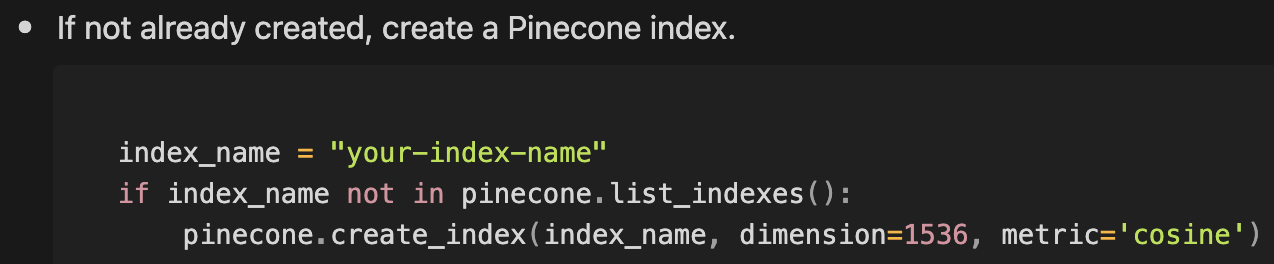 • If not already created, create a Pinecone index.
index_name = "your-index-name"
if index_name not in pinecone.list_indexes():
    pinecone.create_index(index_name, dimension=1536, metric='cosine')